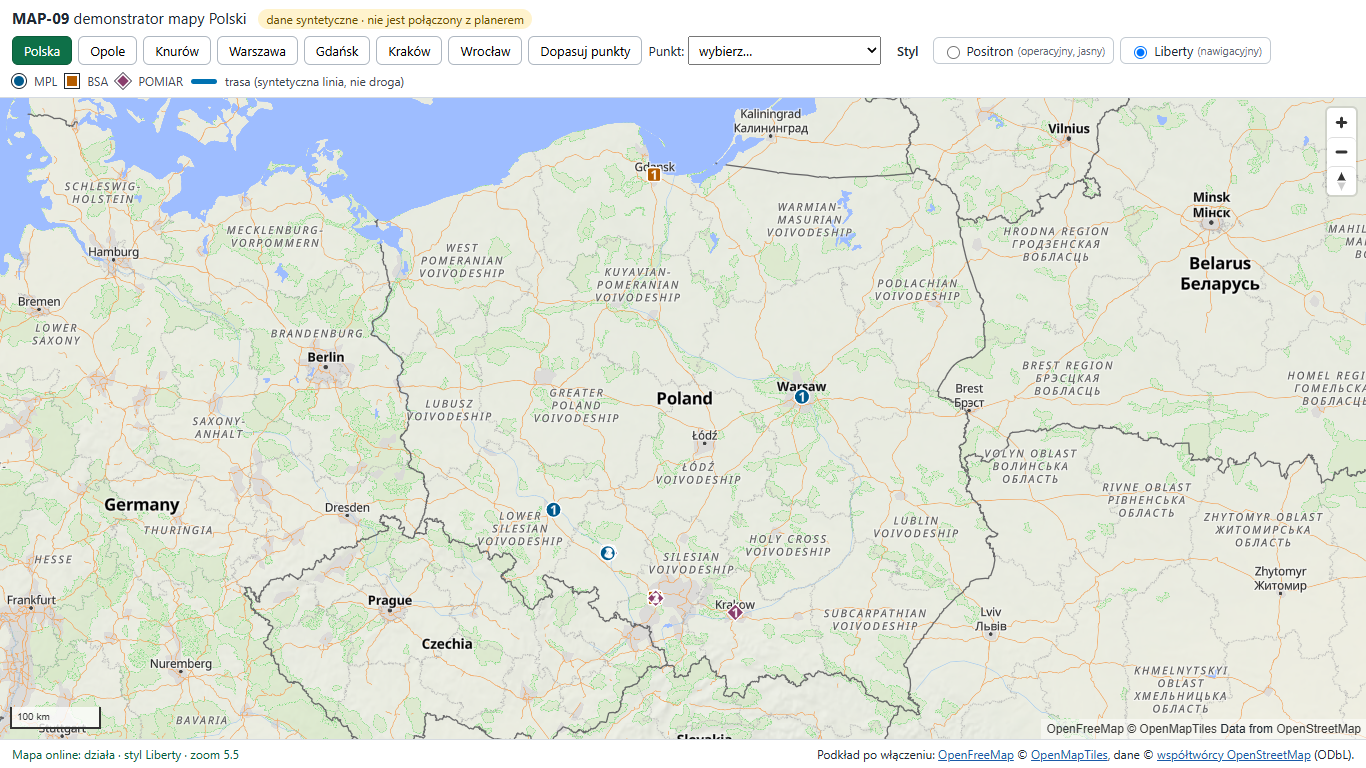 MAP-09 demonstrator mapy Polski dane syntetyczne · nie jest połączony z planerem
Polska Opole Knurów Warszawa Gdańsk Kraków Wrocław Dopasuj punkty Punkt: wybierz... Styl Positron (operacyjny, jasny) Liberty (nawigacyjny)
MPL BSA POMIAR trasa (syntetyczna linia, nie droga)
Kaliningrad
Калининград
Vilnius
Gdańsk
1
SCHLESWIG-
HOLSTEIN
Minsk
Мінск
WARMIAN-
MASURIAN
VOIVODESHIP
MECKLENBURG-
VORPOMMERN
HRODNA REGION
ГРОДЗЕНСКАЯ
ВОБЛАСЦЬ
Hamburg
WEST
POMERANIAN
VOIVODESHIP
Belarus
Беларусь
KUYAVIAN-
POMERANIAN
VOIVODESHIP
PODLACHIAN
VOIVODESHIP
Bremen
LOWER
SAXONY
BRANDENBURG
Berlin
BREST REGION
БРЭСЦКАЯ
ВОБЛАСЦЬ
Warsaw
1
Brest
Брэст
Poland
GREATER
POLAND
VOIVODESHIP
LUBUSZ
VOIVODESHIP
SAXONY-
ANHALT
Łódź
ŁÓDŹ
VOIVODESHIP
VOLYN OBLAST
ВОЛИНСЬКА
ОБЛАСТЬ
RIVNE OBLAST
РІВНЕНСЬКА
ОБЛАСТЬ
Germany
Dresden
1
LOWER
SILESIAN
VOIVODESHIP
THURINGIA
LUBLIN
VOIVODESHIP
ZHYTOMYR OBLAST
ЖИТОМИРСЬКА
ОБЛАСТЬ
HOLY CROSS
VOIVODESHIP
HESSE
SILESIAN
VOIVODESHIP
Zhytomyr
Житомир
Frankfurt
Prague
3
Krakow
1
SUBCARPATHIAN
VOIVODESHIP
Lviv
Львів
Czechia
Nuremberg
KHMELNYTSKYI
OBLAST
ХМЕЛЬНИЦЬКА
ОБЛАСТЬ
BAVARIA
100 km
Stuttgart
Slovakia
OpenFreeMap © OpenMapTiles Data from OpenStreetMap
Mapa online: działa · styl Liberty · zoom 5.5
Podkład po włączeniu: OpenFreeMap © OpenMapTiles, dane © współtwórcy OpenStreetMap (ODbL).